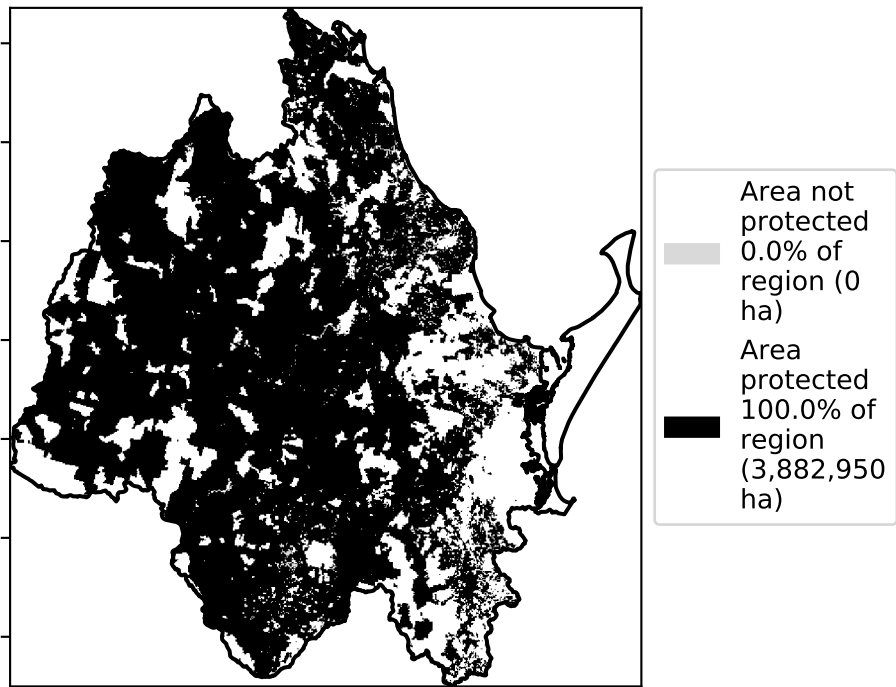 Area not
protected
0.0% of
region (0
ha)
Area
protected
100.0% of
region
(3,882,950
ha)